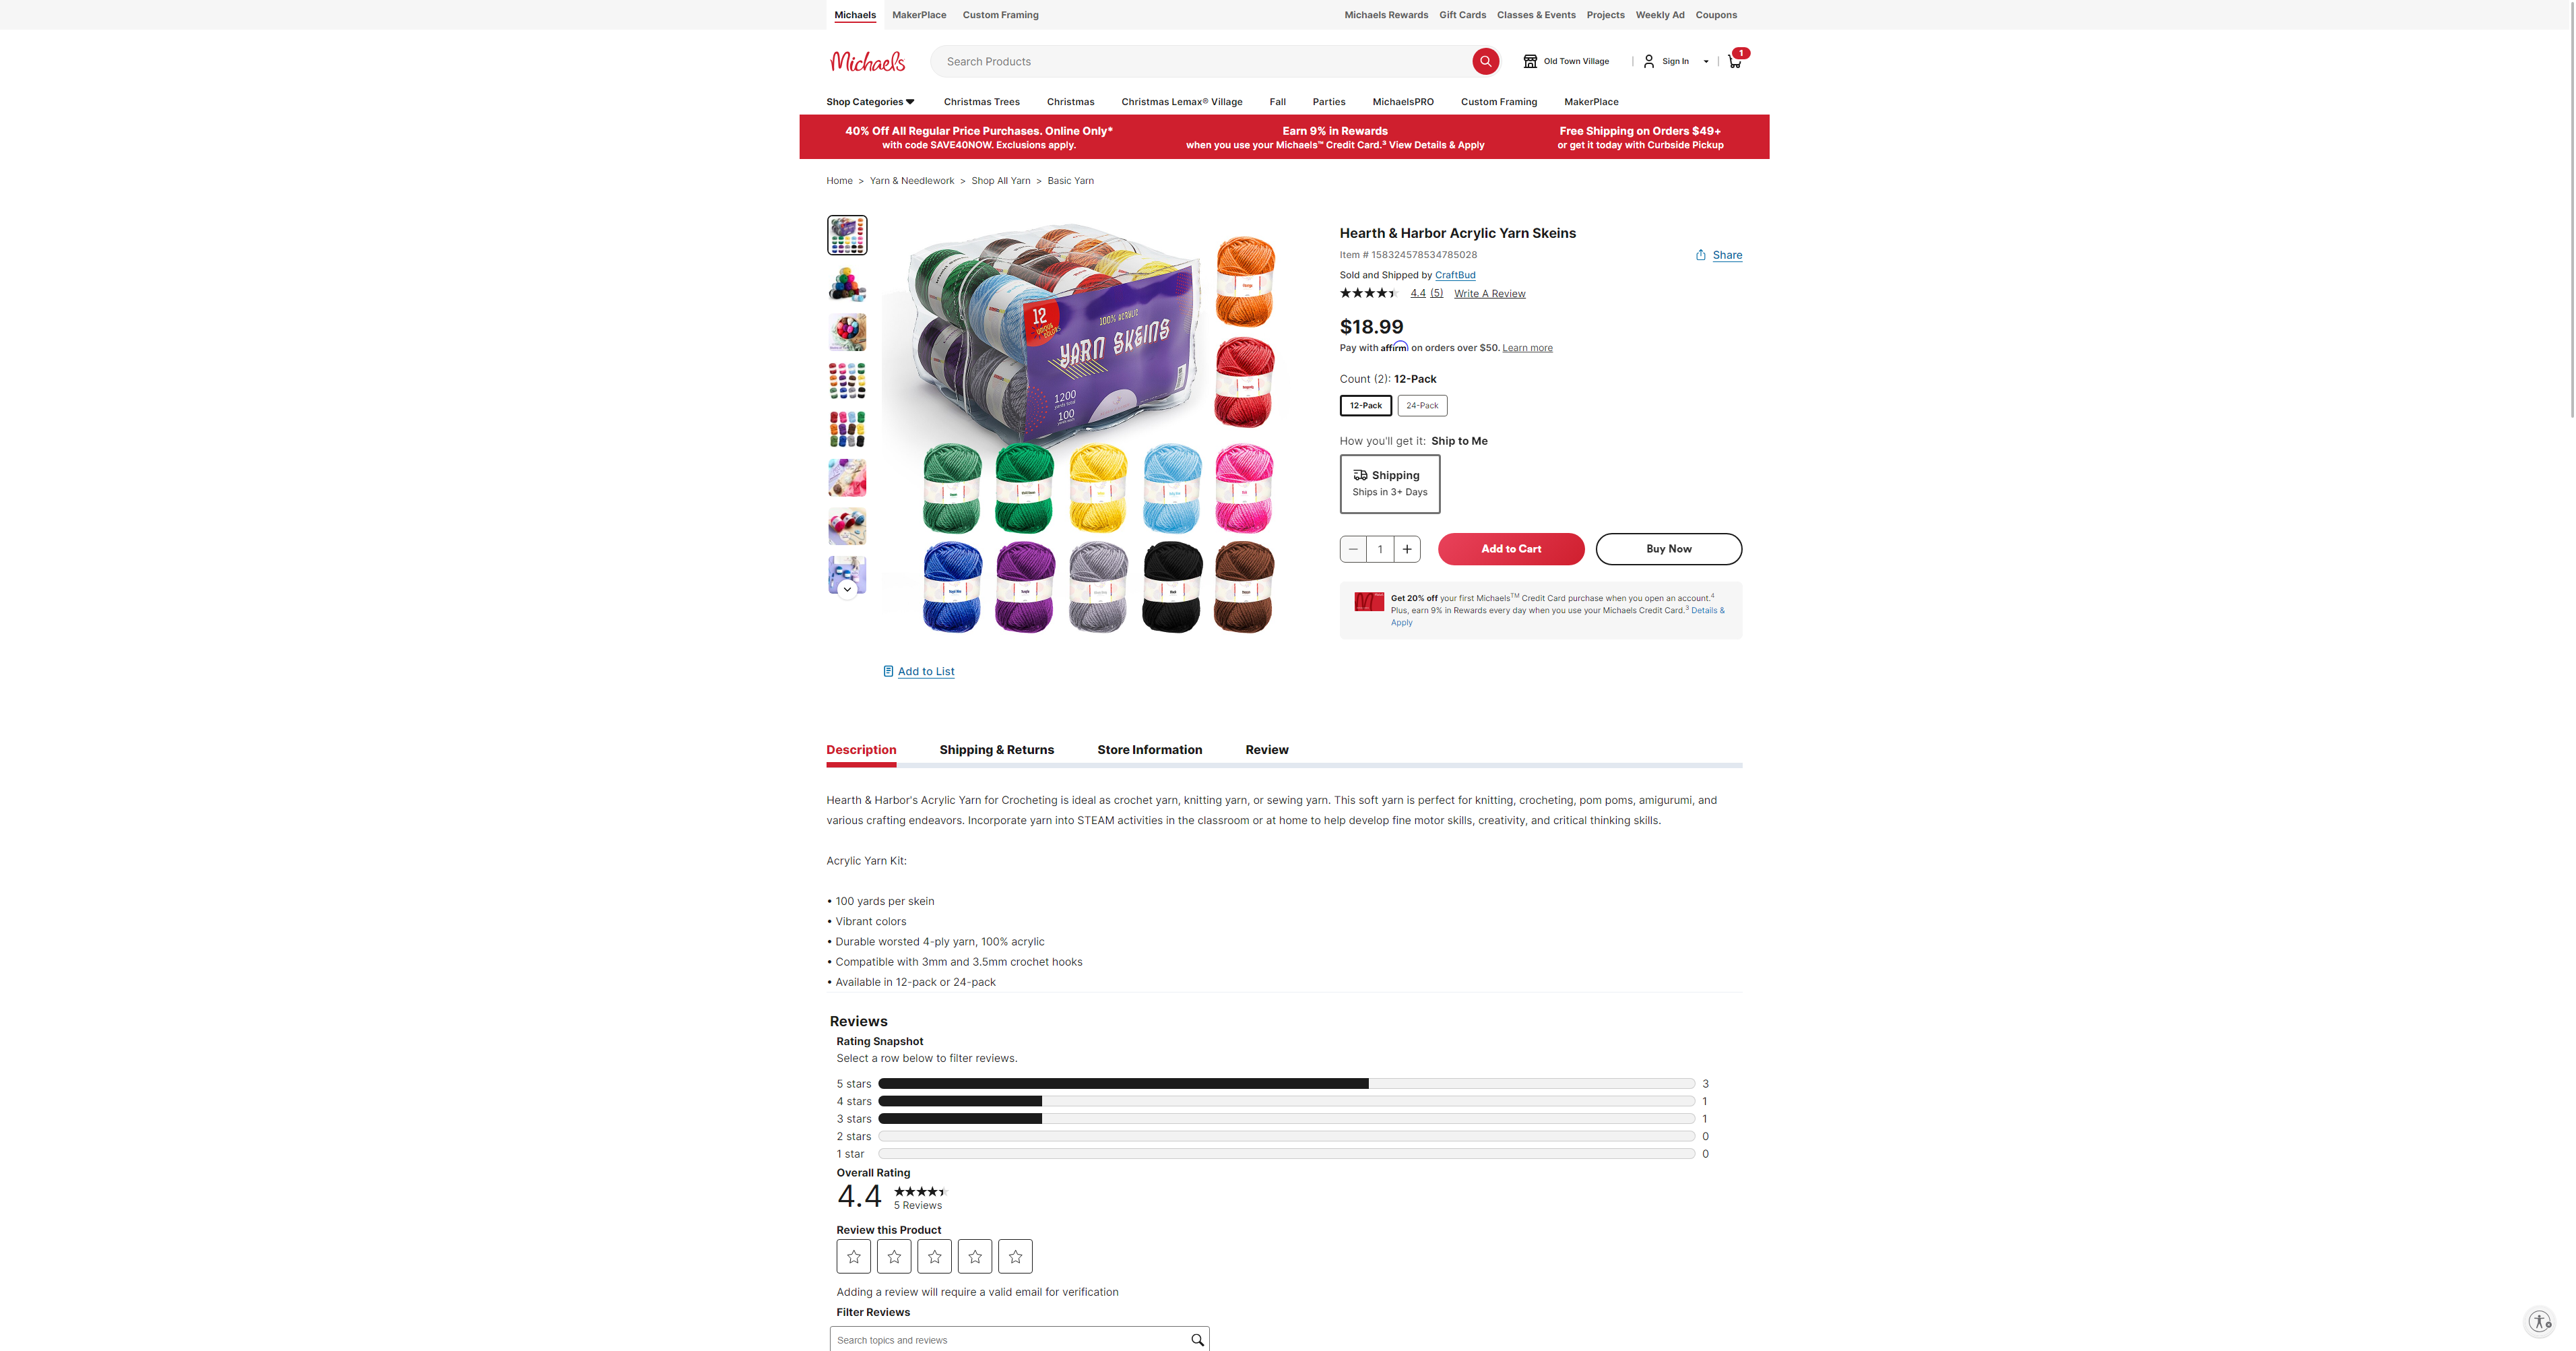 Michaels MakerPlace Custom Framing
Michaels Rewards Gift Cards Classes & Events Projects Weekly Ad Coupons
Michaels
Search Products
Old Town Village | Sign In | 1
Shop Categories Christmas Trees Christmas Christmas Lemax® Village Fall Parties MichaelsPRO Custom Framing MakerPlace
40% Off All Regular Price Purchases. Online Only*
with code SAVE40NOW. Exclusions apply.
Earn 9% in Rewards
when you use your Michaels™ Credit Card.³ View Details & Apply
Free Shipping on Orders $49+
or get it today with Curbside Pickup
Home > Yarn & Needlework > Shop All Yarn > Basic Yarn
12
VARIOUS
COLORS
100% ACRYLIC
YARN SKEINS
1200
100
Hearth & Harbor Acrylic Yarn Skeins
Item # 158324578534785028
Share
Sold and Shipped by CraftBud
4.4 (5) Write A Review
$18.99
Pay with affirm on orders over $50. Learn more
Count (2): 12-Pack
12-Pack 24-Pack
How you'll get it: Ship to Me
Shipping
Ships in 3+ Days
− 1 + Add to Cart Buy Now
Get 20% off your first Michaels™ Credit Card purchase when you open an account.⁴
Plus, earn 9% in Rewards every day when you use your Michaels Credit Card.³ Details &
Apply
Add to List
Description Shipping & Returns Store Information Review
Hearth & Harbor's Acrylic Yarn for Crocheting is ideal as crochet yarn, knitting yarn, or sewing yarn. This soft yarn is perfect for knitting, crocheting, pom poms, amigurumi, and
various crafting endeavors. Incorporate yarn into STEAM activities in the classroom or at home to help develop fine motor skills, creativity, and critical thinking skills.
Acrylic Yarn Kit:
• 100 yards per skein
• Vibrant colors
• Durable worsted 4-ply yarn, 100% acrylic
• Compatible with 3mm and 3.5mm crochet hooks
• Available in 12-pack or 24-pack
Reviews
Rating Snapshot
Select a row below to filter reviews.
5 stars 3
4 stars 1
3 stars 1
2 stars 0
1 star 0
Overall Rating
4.4
5 Reviews
Review this Product
Adding a review will require a valid email for verification
Filter Reviews
Search topics and reviews